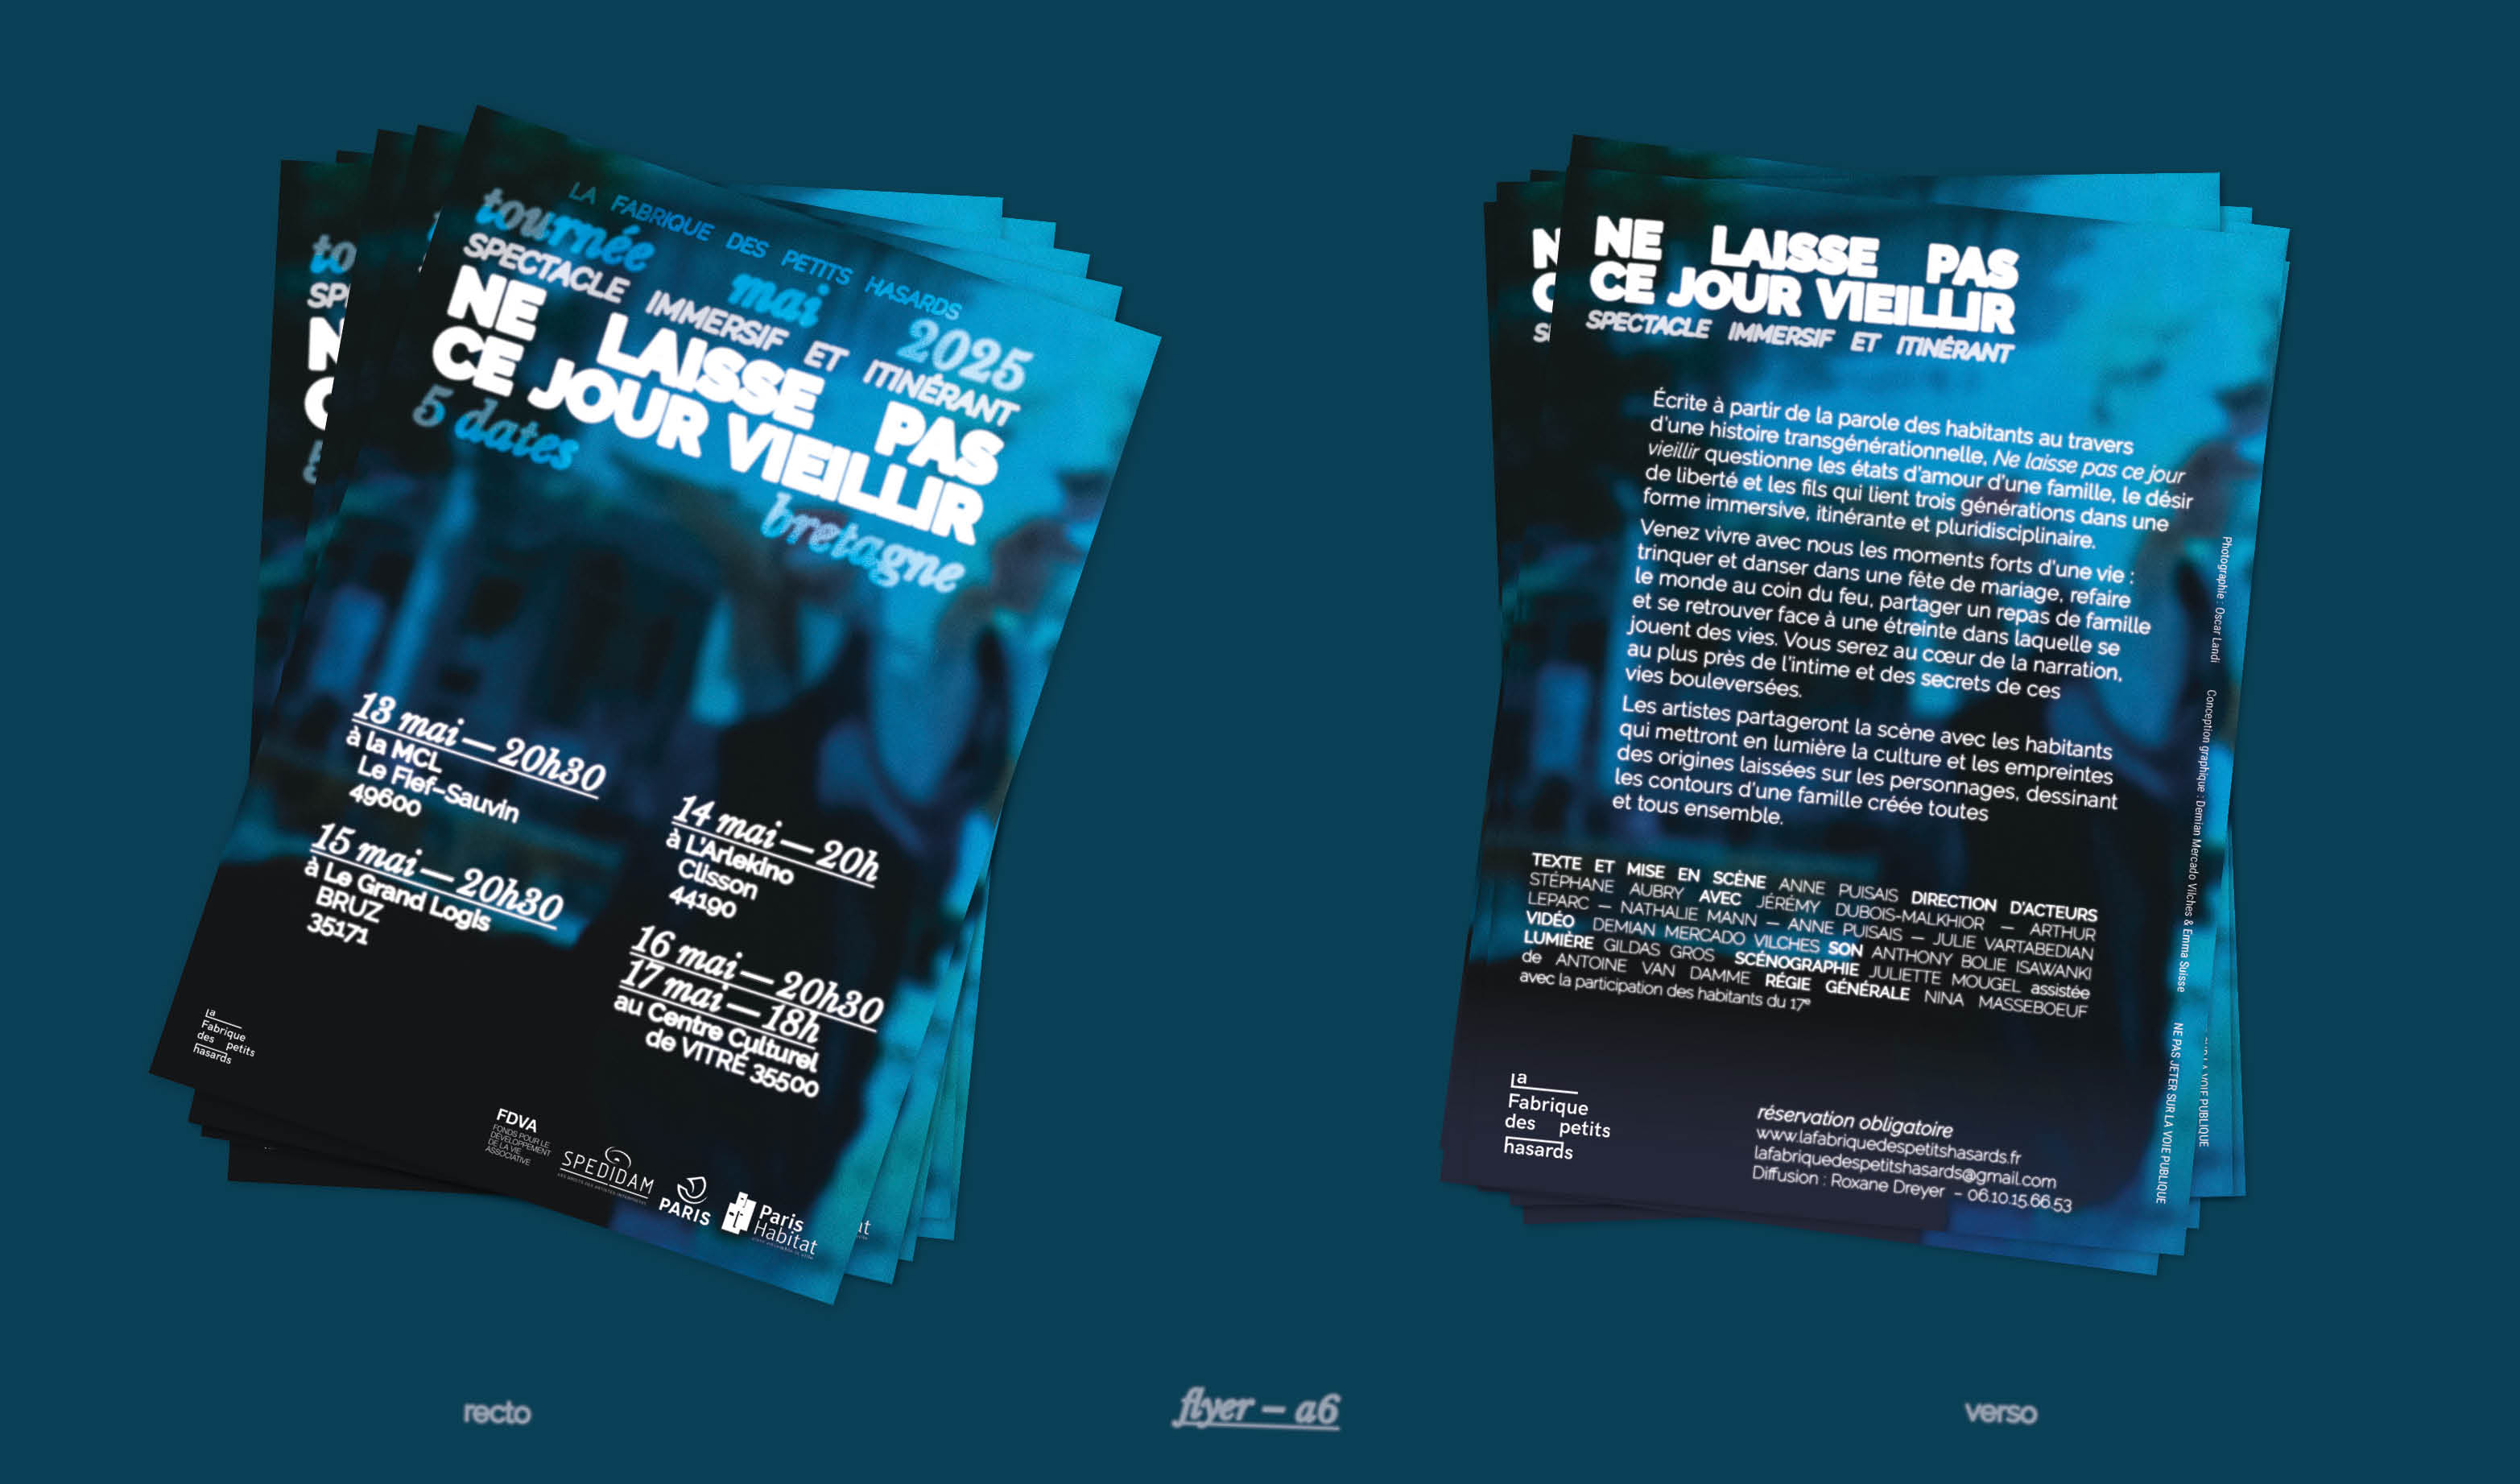 LA FABRIQUE DES PETITS HASARDS
tournée
mai
2025
SPECTACLE IMMERSIF ET ITINÉRANT
NE LAISSE PAS
CE JOUR VIEILLIR
5 dates
bretagne
13 mai — 20h30
à la MCL
Le Fief-Sauvin
49600
14 mai — 20h
à L'Arlekino
Clisson
44190
15 mai — 20h30
à Le Grand Logis
BRUZ
35171
16 mai — 20h30
17 mai — 18h
au Centre Culturel
de VITRÉ 35500
La
Fabrique
des petits
hasards
FDVA
FONDS POUR LE
DÉVELOPPEMENT
DE LA VIE
ASSOCIATIVE
SPEDIDAM
PARIS
Paris
Habitat
recto
flyer – a6
NE LAISSE PAS
CE JOUR VIEILLIR
SPECTACLE IMMERSIF ET ITINÉRANT
Écrite à partir de la parole des habitants au travers
d'une histoire transgénérationnelle, Ne laisse pas ce jour
vieillir questionne les états d'amour d'une famille, le désir
de liberté et les fils qui lient trois générations dans une
forme immersive, itinérante et pluridisciplinaire.
Venez vivre avec nous les moments forts d'une vie :
trinquer et danser dans une fête de mariage, refaire
le monde au coin du feu, partager un repas de famille
et se retrouver face à une étreinte dans laquelle se
jouent des vies. Vous serez au cœur de la narration,
au plus près de l'intime et des secrets de ces
vies bouleversées.
Les artistes partageront la scène avec les habitants
qui mettront en lumière la culture et les empreintes
des origines laissées sur les personnages, dessinant
les contours d'une famille créée toutes
et tous ensemble.
TEXTE ET MISE EN SCÈNE ANNE PUISAIS DIRECTION D'ACTEURS
STÉPHANE AUBRY AVEC JÉRÉMY DUBOIS-MALKHIOR — ARTHUR
LEPARC — NATHALIE MANN — ANNE PUISAIS — JULIE VARTABEDIAN
VIDÉO DEMIAN MERCADO VILCHES SON ANTHONY BOLIE ISAWANKI
LUMIÈRE GILDAS GROS SCÉNOGRAPHIE JULIETTE MOUGEL assistée
de ANTOINE VAN DAMME RÉGIE GÉNÉRALE NINA MASSEBOEUF
avec la participation des habitants du 17e
La
Fabrique
des petits
hasards
réservation obligatoire
www.lafabriquedespetitshasards.fr
lafabriquedespetitshasards@gmail.com
Diffusion : Roxane Dreyer – 06.10.15.66.53
Photographie : Oscar Landi
Conception graphique : Demian Mercado Vilches & Emma Suisse
NE PAS JETER SUR LA VOIE PUBLIQUE
verso